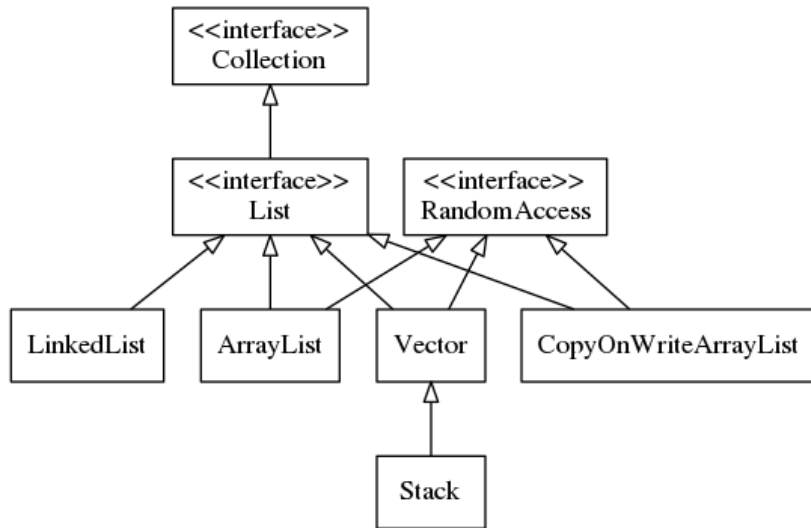 <<interface>>
Collection
<<interface>>
List
<<interface>>
RandomAccess
LinkedList
ArrayList
Vector
CopyOnWriteArrayList
Stack